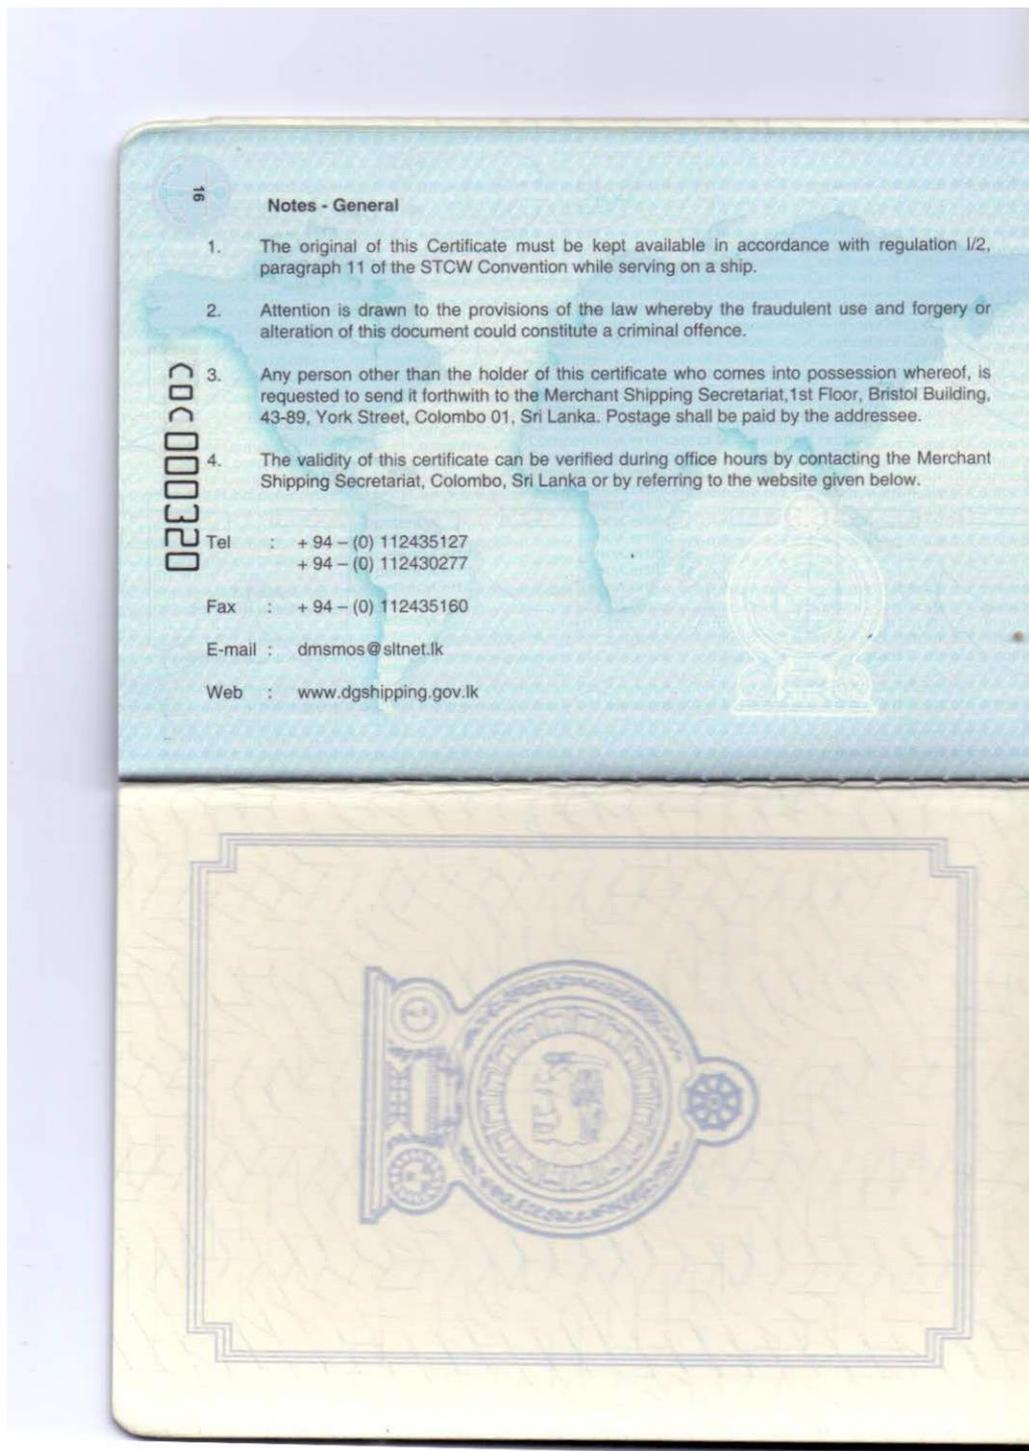 16
Notes - General
1. The original of this Certificate must be kept available in accordance with regulation I/2,
paragraph 11 of the STCW Convention while serving on a ship.
2. Attention is drawn to the provisions of the law whereby the fraudulent use and forgery or
alteration of this document could constitute a criminal offence.
3. Any person other than the holder of this certificate who comes into possession whereof, is
requested to send it forthwith to the Merchant Shipping Secretariat,1st Floor, Bristol Building,
43-89, York Street, Colombo 01, Sri Lanka. Postage shall be paid by the addressee.
4. The validity of this certificate can be verified during office hours by contacting the Merchant
Shipping Secretariat, Colombo, Sri Lanka or by referring to the website given below.
COC000320
Tel : + 94 – (0) 112435127
+ 94 – (0) 112430277
Fax : + 94 – (0) 112435160
E-mail : dmsmos@sltnet.lk
Web : www.dgshipping.gov.lk